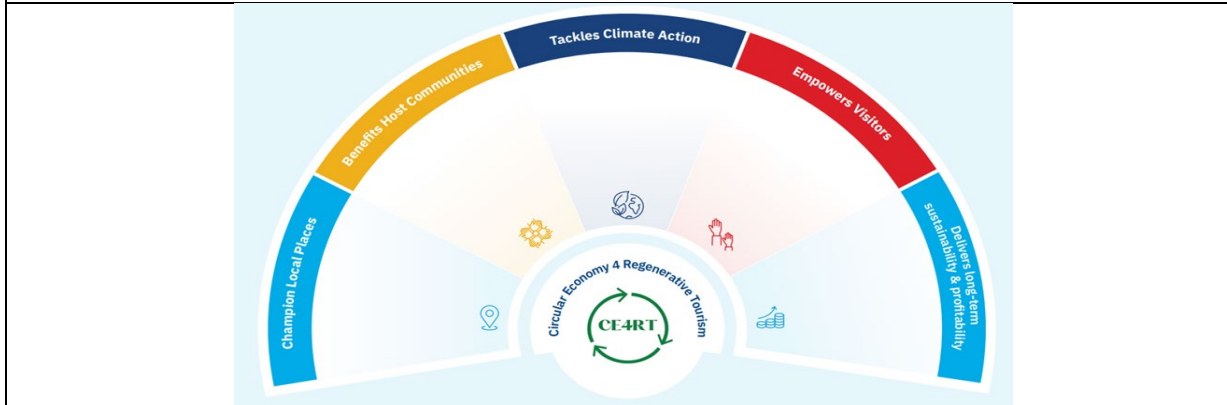 Champion Local Places
Benefits Host Communities
Tackles Climate Action
Empowers Visitors
Delivers long-term
sustainability & profitability
Circular Economy 4 Regenerative Tourism
CE4RT